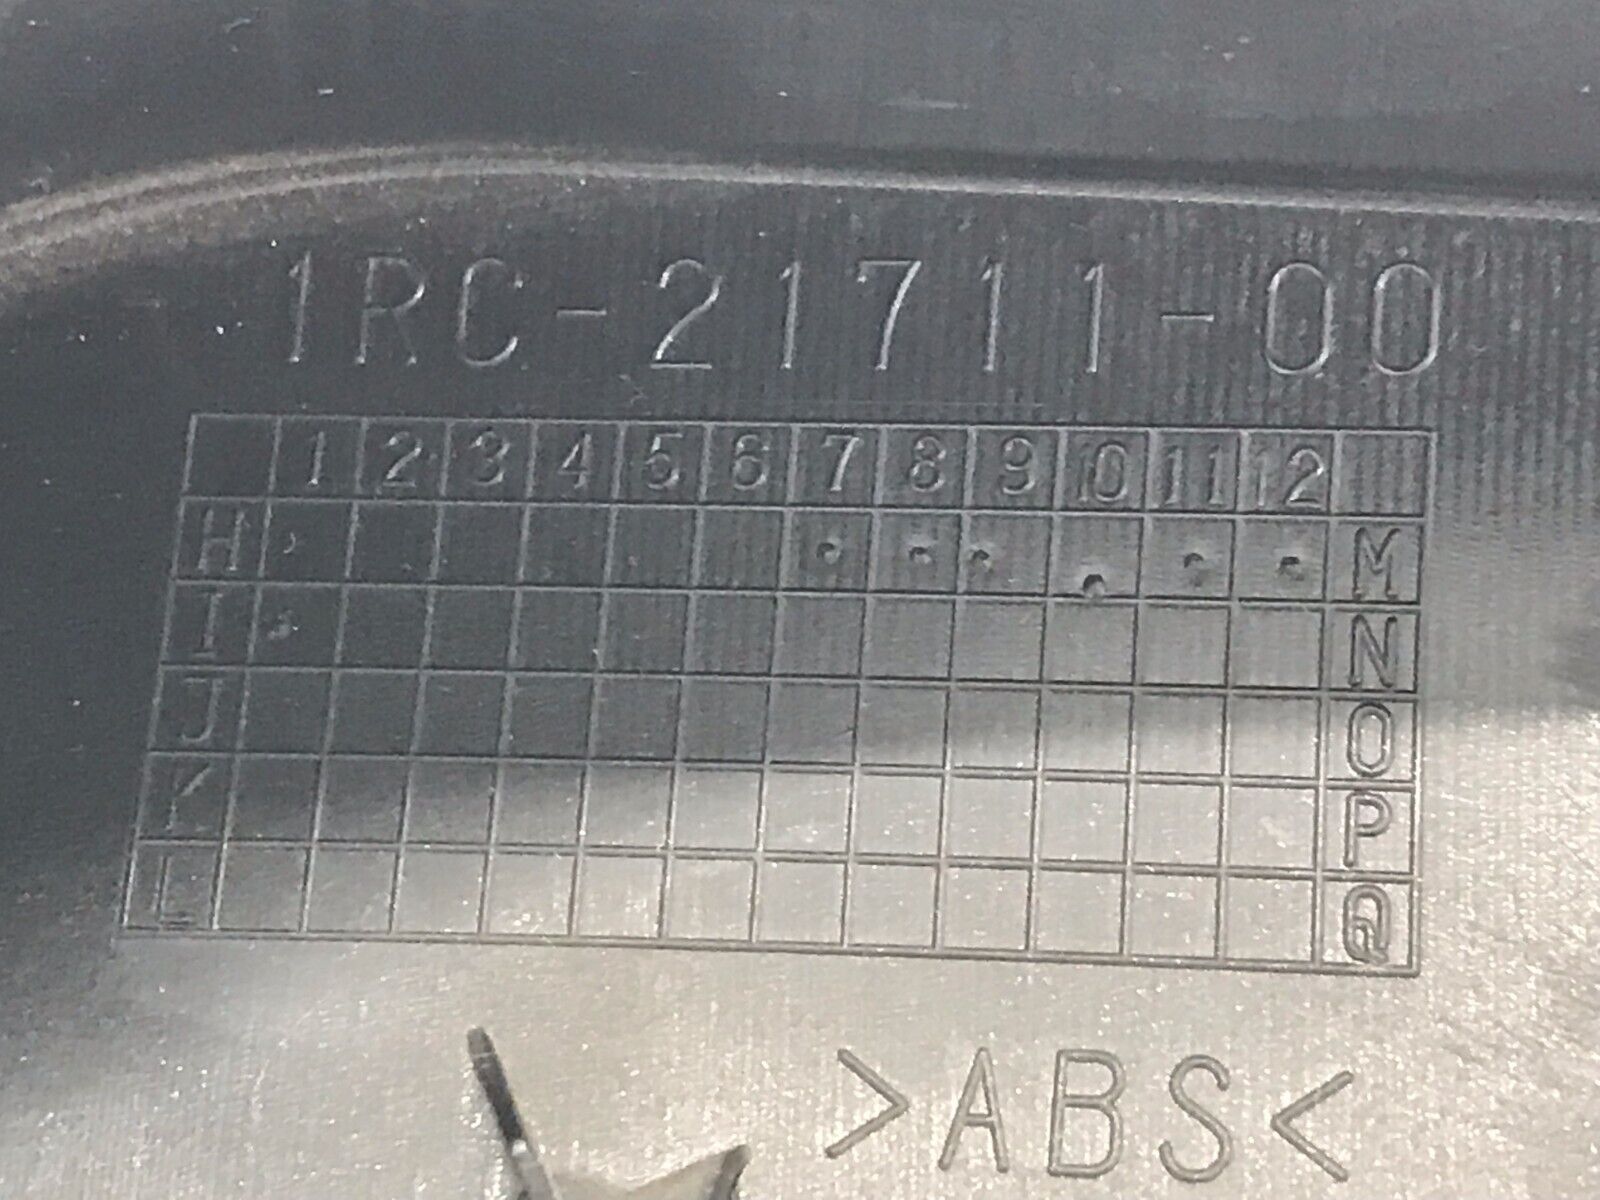 1RC-21711-00
1 2 3 4 5 6 7 8 9 10 11 12
H M
I N
J O
K P
L Q
>ABS<